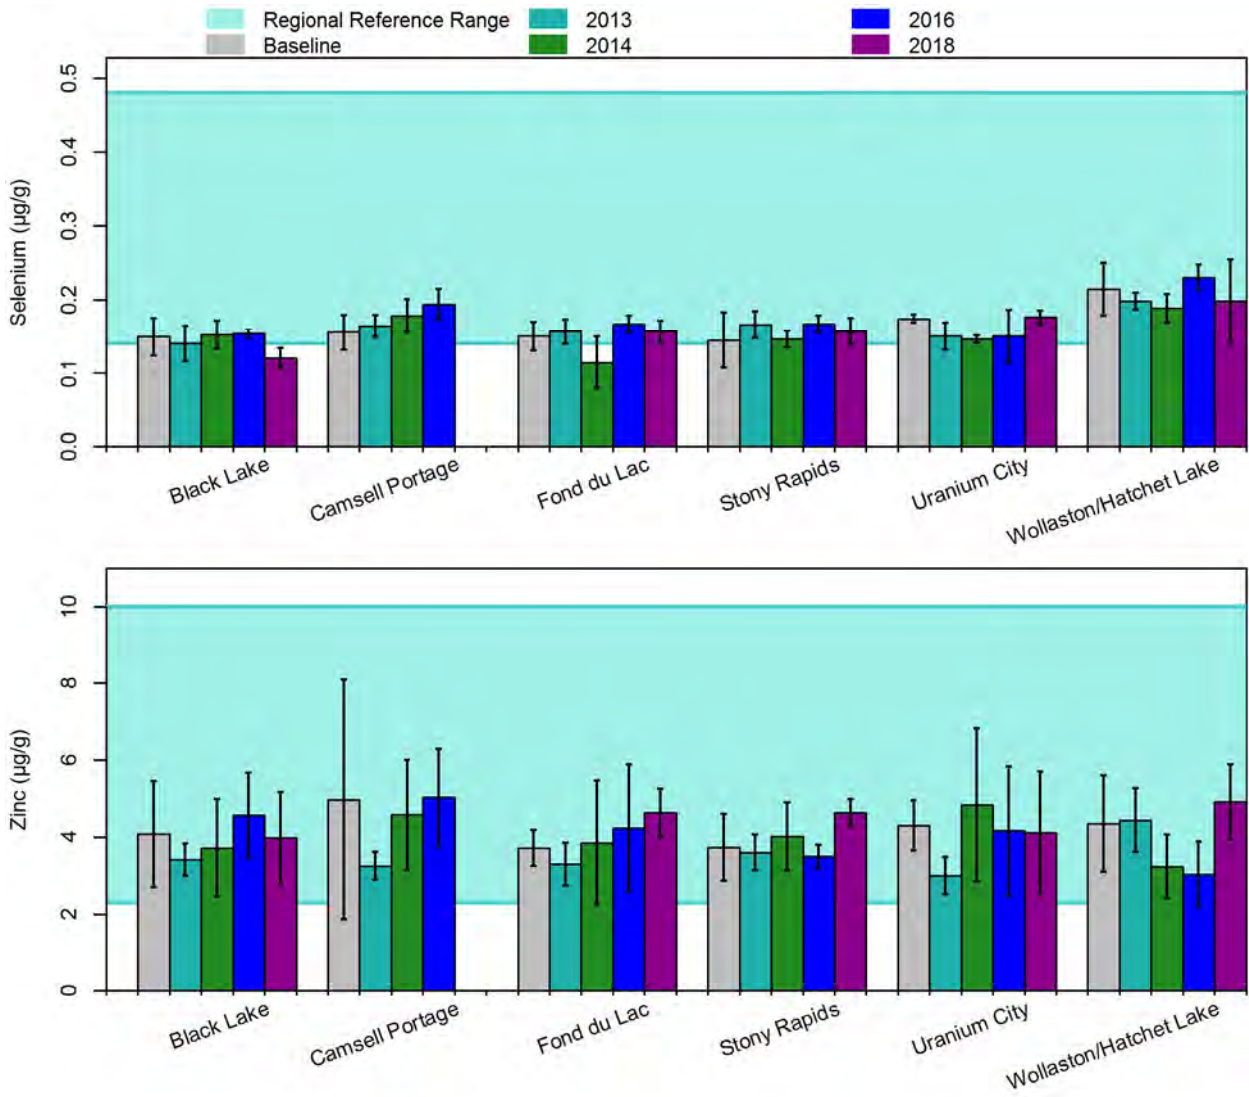 Regional Reference Range 2013 2016
Baseline 2014 2018
Selenium (µg/g)
0.5
0.4
0.3
0.2
0.1
0.0
Black Lake Camsell Portage Fond du Lac Stony Rapids Uranium City Wollaston/Hatchet Lake
Zinc (µg/g)
10
8
6
4
2
0
Black Lake Camsell Portage Fond du Lac Stony Rapids Uranium City Wollaston/Hatchet Lake